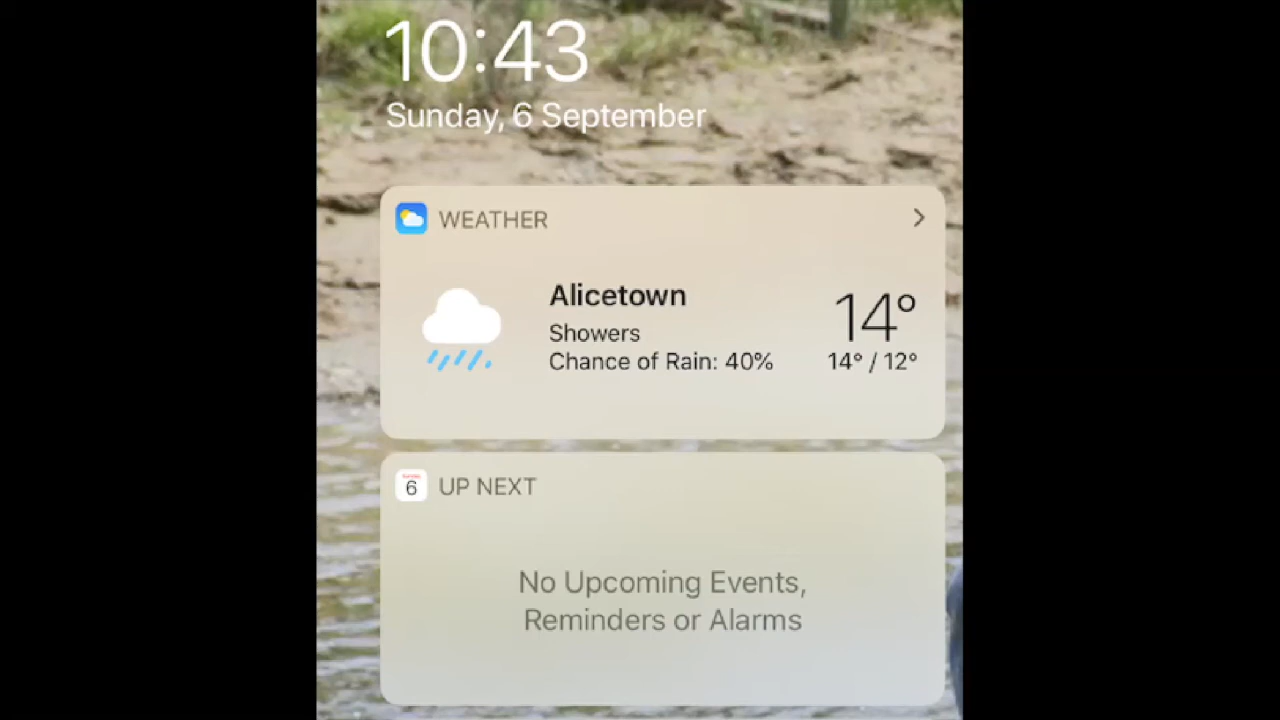 10:43
Sunday, 6 September
WEATHER
Alicetown
14°
Showers
Chance of Rain: 40%
14° / 12°
6
UP NEXT
No Upcoming Events,
Reminders or Alarms